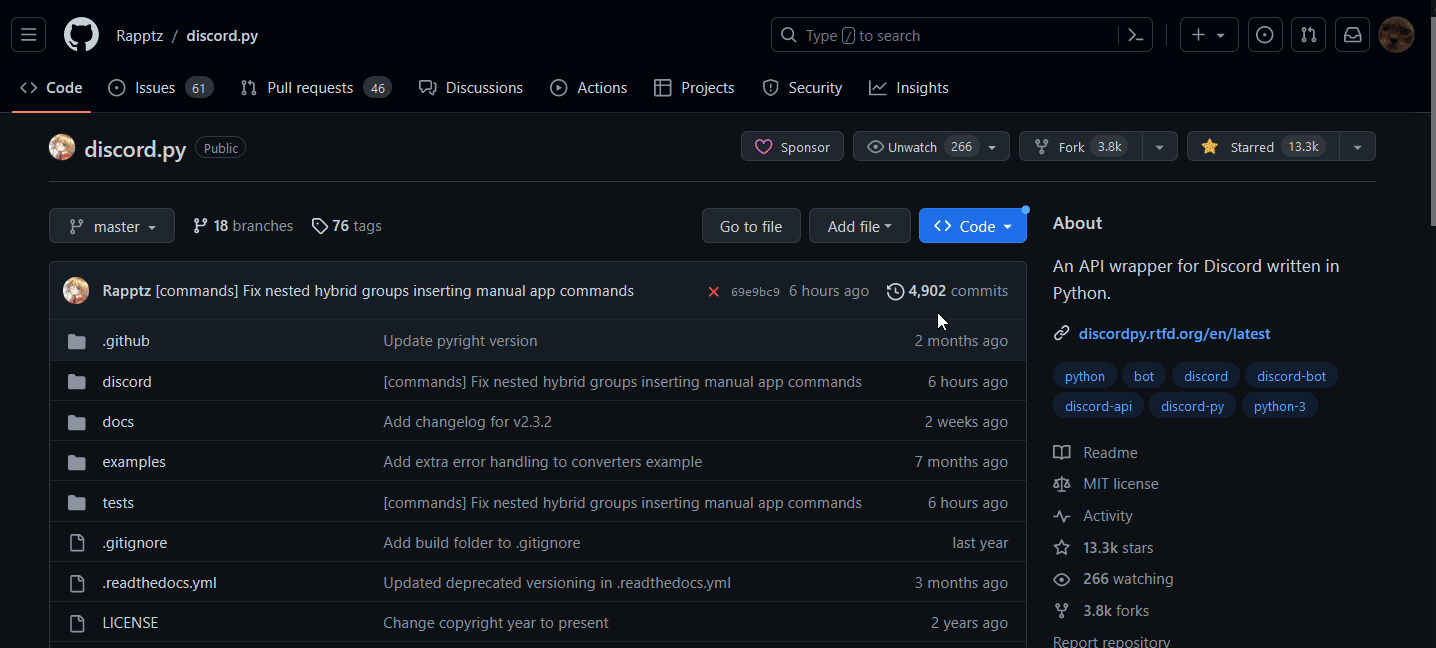 Rapptz / discord.py Type / to search
Code Issues 61 Pull requests 46 Discussions Actions Projects Security Insights
discord.py Public Sponsor Unwatch 266 Fork 3.8k Starred 13.3k
master 18 branches 76 tags Go to file Add file Code
Rapptz [commands] Fix nested hybrid groups inserting manual app commands 69e9bc9 6 hours ago 4,902 commits
.github Update pyright version 2 months ago
discord [commands] Fix nested hybrid groups inserting manual app commands 6 hours ago
docs Add changelog for v2.3.2 2 weeks ago
examples Add extra error handling to converters example 7 months ago
tests [commands] Fix nested hybrid groups inserting manual app commands 6 hours ago
.gitignore Add build folder to .gitignore last year
.readthedocs.yml Updated deprecated versioning in .readthedocs.yml 3 months ago
LICENSE Change copyright year to present 2 years ago
About
An API wrapper for Discord written in
Python.
discordpy.rtfd.org/en/latest
python bot discord discord-bot
discord-api discord-py python-3
Readme
MIT license
Activity
13.3k stars
266 watching
3.8k forks
Report repository